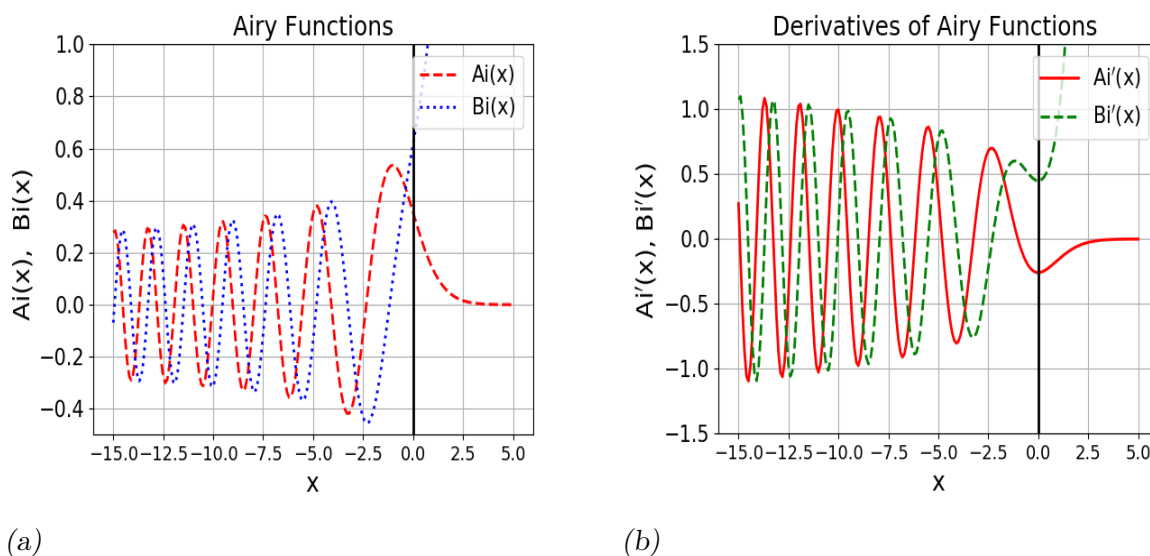 Airy Functions
1.0
0.8
0.6
0.4
0.2
0.0
−0.2
−0.4
Ai(x), Bi(x)
Ai(x)
Bi(x)
−15.0 −12.5 −10.0 −7.5 −5.0 −2.5 0.0 2.5 5.0
x
(a)
Derivatives of Airy Functions
1.5
1.0
0.5
0.0
−0.5
−1.0
−1.5
Ai′(x), Bi′(x)
Ai′(x)
Bi′(x)
−15.0 −12.5 −10.0 −7.5 −5.0 −2.5 0.0 2.5 5.0
x
(b)